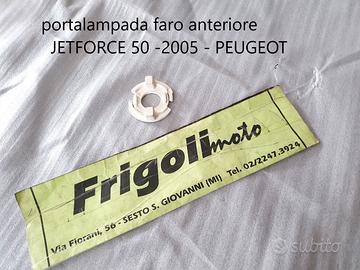 portalampada faro anteriore
JETFORCE 50 -2005 - PEUGEOT
Frigoli moto
Via Fiorani, 56 - SESTO S. GIOVANNI (MI) Tel. 02/2247.3924
subito